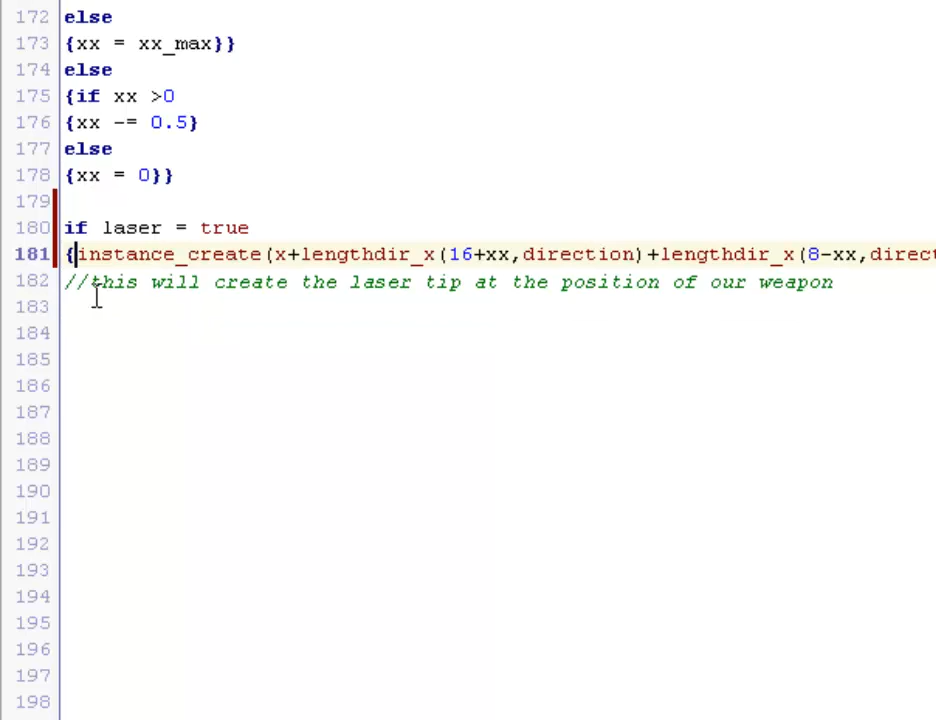 172 else
173 {xx = xx_max}}
174 else
175 {if xx >0
176 {xx -= 0.5}
177 else
178 {xx = 0}}
179
180 if laser = true
181 {instance_create(x+lengthdir_x(16+xx,direction)+lengthdir_x(8-xx,direct
182 //this will create the laser tip at the position of our weapon
183
184
185
186
187
188
189
190
191
192
193
194
195
196
197
198